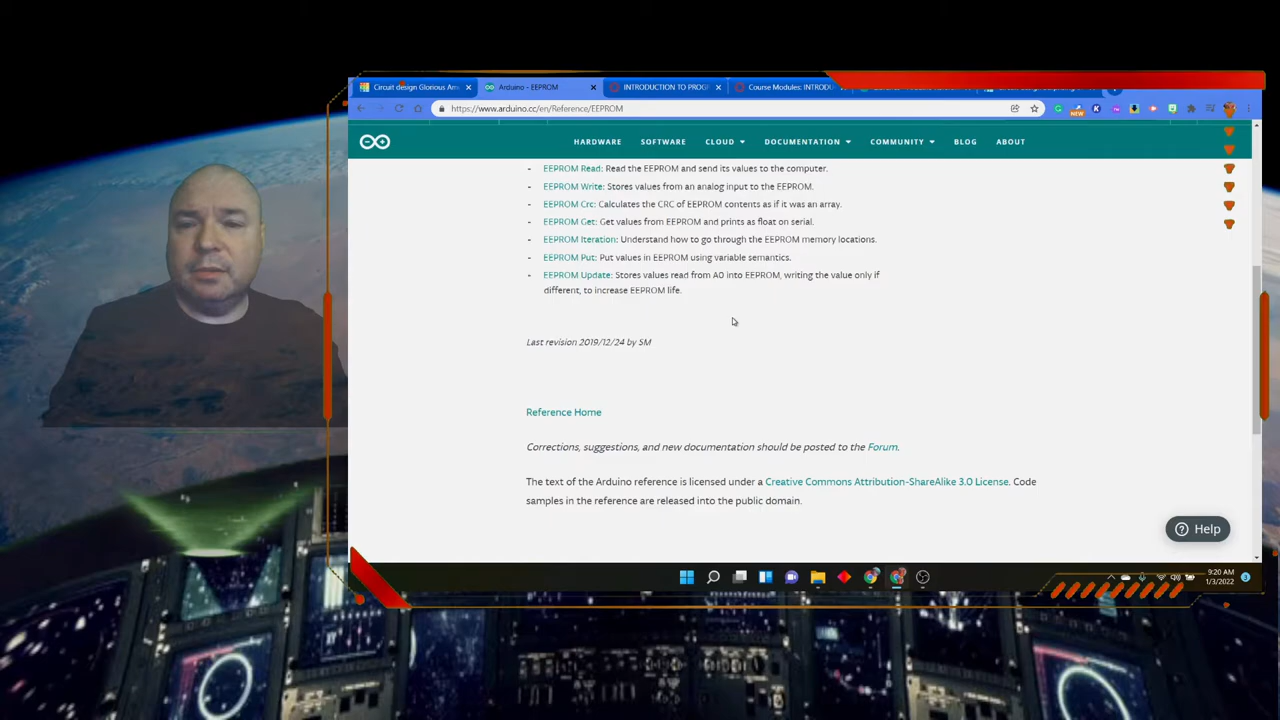 Circuit design Glorious Am
Arduino - EEPROM
INTRODUCTION TO PROG
Course Modules: INTRODU
https://www.arduino.cc/en/Reference/EEPROM
NEW
HARDWARE SOFTWARE CLOUD DOCUMENTATION COMMUNITY BLOG ABOUT
- EEPROM Read: Read the EEPROM and send its values to the computer.
- EEPROM Write: Stores values from an analog input to the EEPROM.
- EEPROM Crc: Calculates the CRC of EEPROM contents as if it was an array.
- EEPROM Get: Get values from EEPROM and prints as float on serial.
- EEPROM Iteration: Understand how to go through the EEPROM memory locations.
- EEPROM Put: Put values in EEPROM using variable semantics.
- EEPROM Update: Stores values read from A0 into EEPROM, writing the value only if
different, to increase EEPROM life.
Last revision 2019/12/24 by SM
Reference Home
Corrections, suggestions, and new documentation should be posted to the Forum.
The text of the Arduino reference is licensed under a Creative Commons Attribution-ShareAlike 3.0 License. Code
samples in the reference are released into the public domain.
Help
9:20 AM
1/3/2022
3